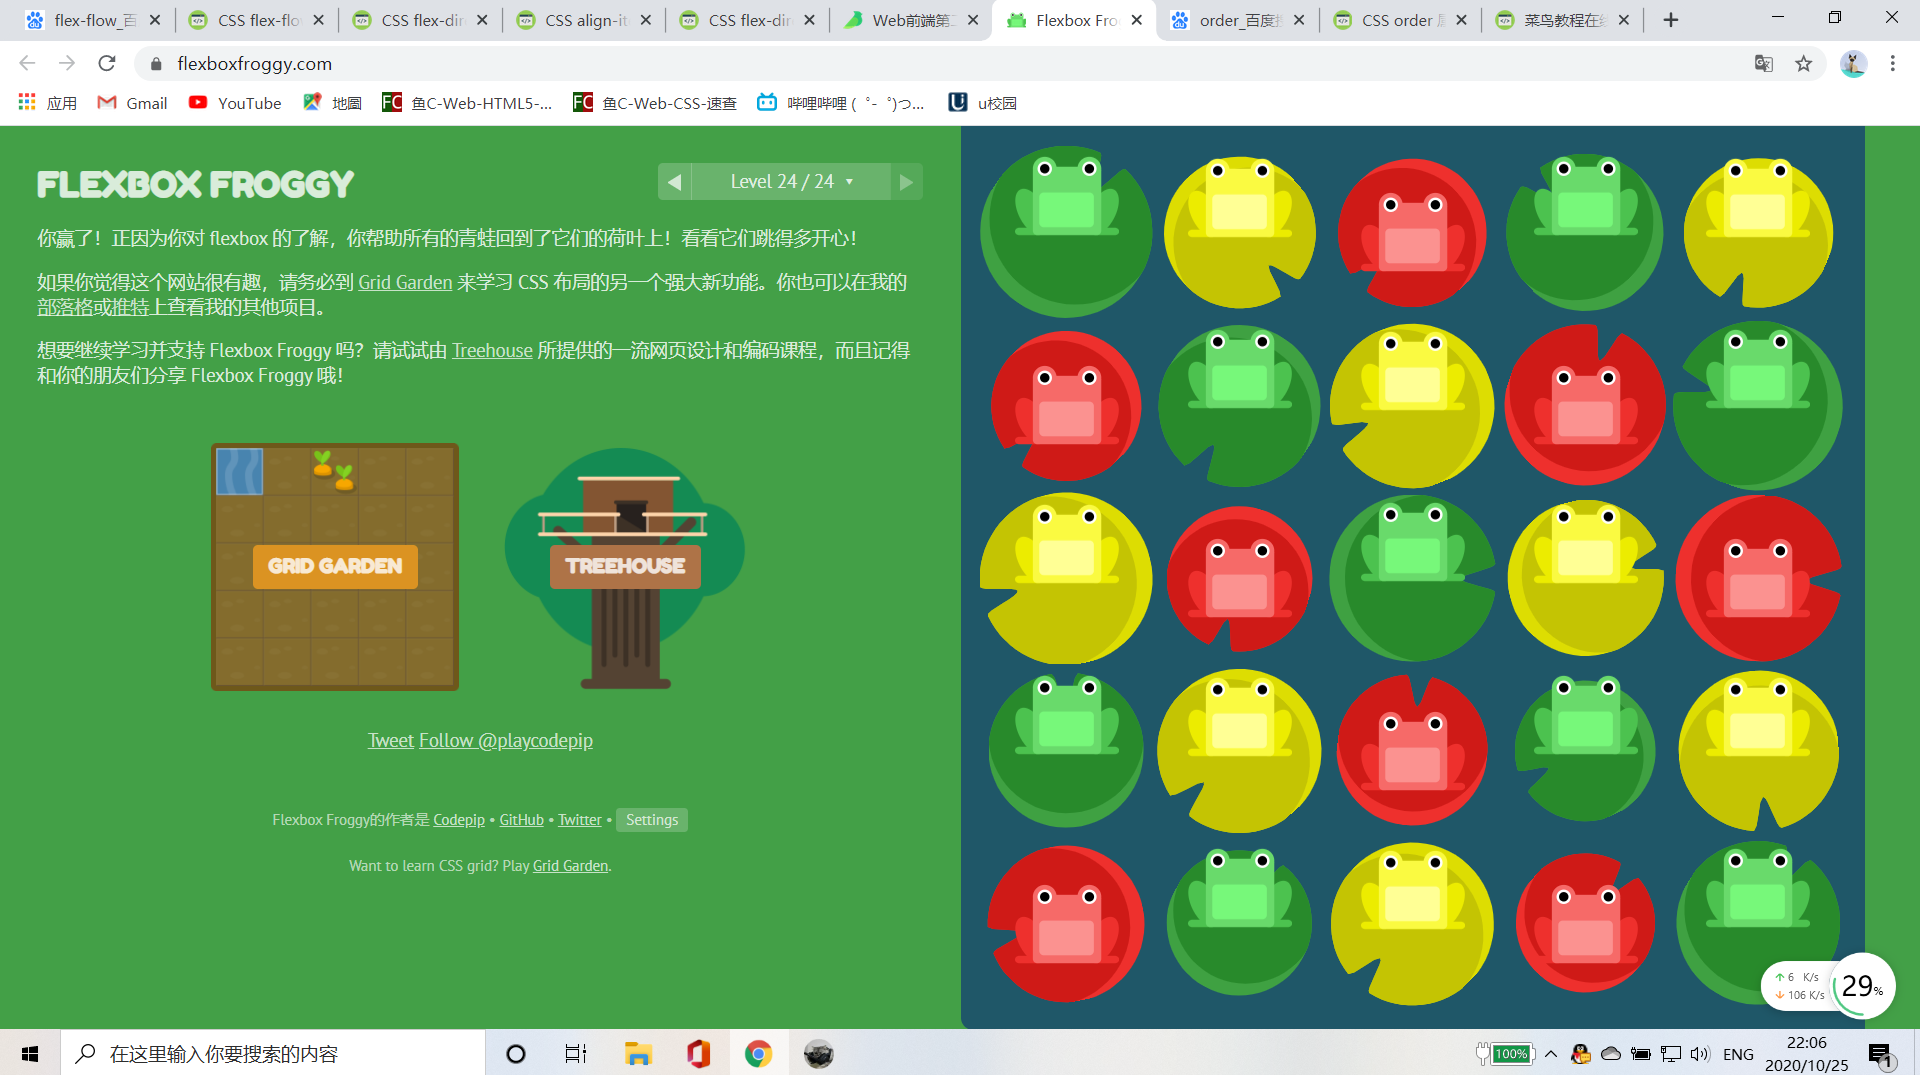 flex-flow_百
CSS flex-flo
CSS flex-dir
CSS align-it
CSS flex-dir
Web前端第二
Flexbox Fro
order_百度搜
CSS order 属
菜鸟教程在线
flexboxfroggy.com
应用
Gmail
YouTube
地圖
鱼C-Web-HTML5-...
鱼C-Web-CSS-速查
哔哩哔哩 ( ゜- ゜)つ...
u校园
FLEXBOX FROGGY
Level 24 / 24
你赢了！正因为你对 flexbox 的了解，你帮助所有的青蛙回到了它们的荷叶上！看看它们跳得多开心！
如果你觉得这个网站很有趣，请务必到 Grid Garden 来学习 CSS 布局的另一个强大新功能。你也可以在我的
部落格或推特上查看我的其他项目。
想要继续学习并支持 Flexbox Froggy 吗？请试试由 Treehouse 所提供的一流网页设计和编码课程，而且记得
和你的朋友们分享 Flexbox Froggy 哦！
GRID GARDEN
TREEHOUSE
Tweet Follow @playcodepip
Flexbox Froggy的作者是 Codepip • GitHub • Twitter • Settings
Want to learn CSS grid? Play Grid Garden.
6 K/s
106 K/s
29%
在这里输入你要搜索的内容
100%
ENG
22:06
2020/10/25
1